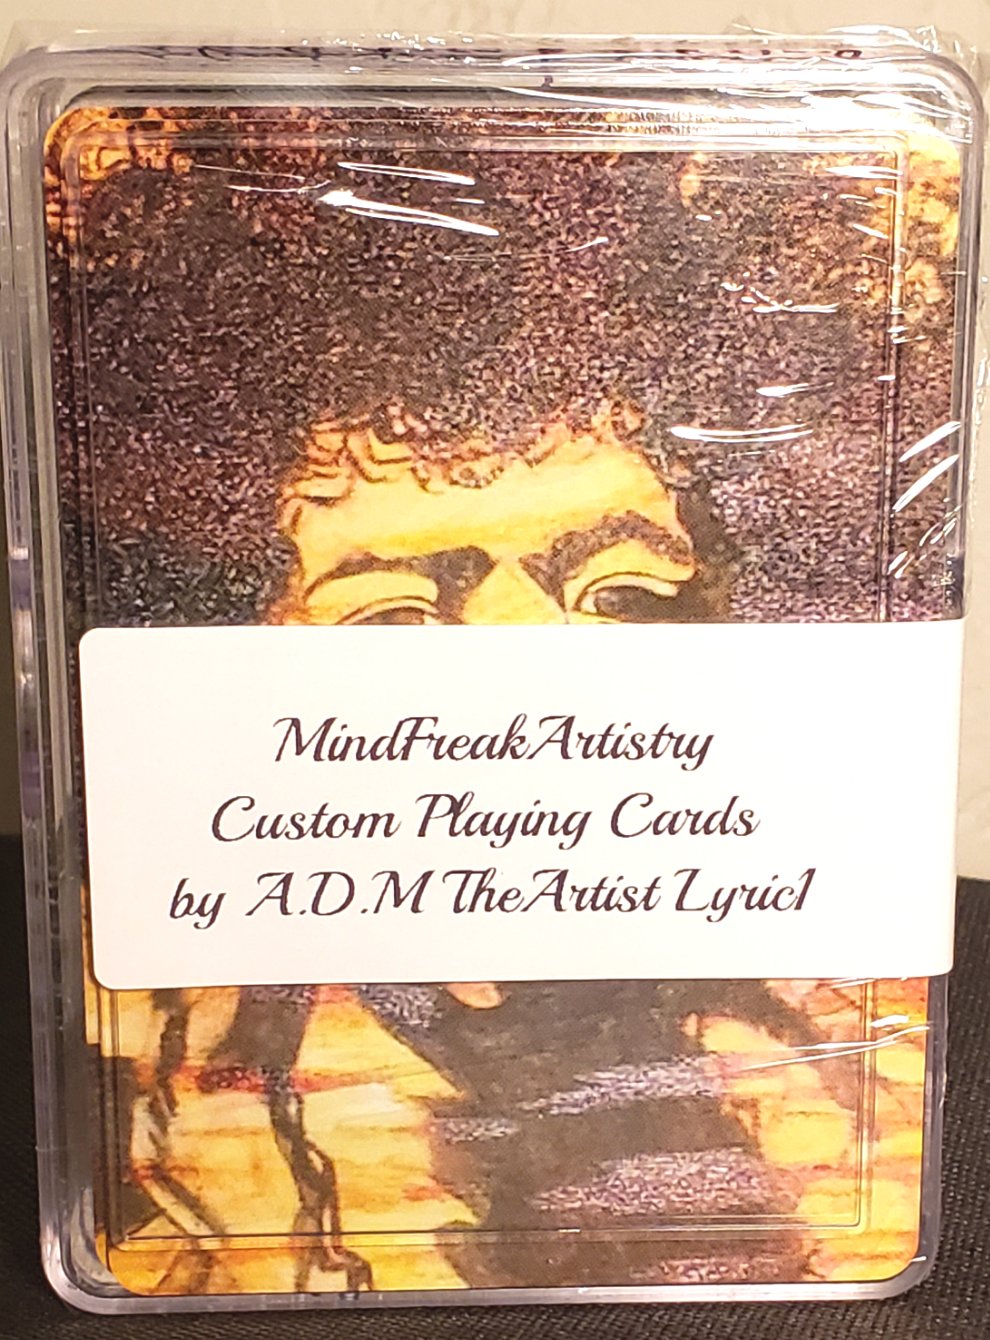 MindFreakArtistry
Custom Playing Cards
by A.D.M TheArtist Lyric1